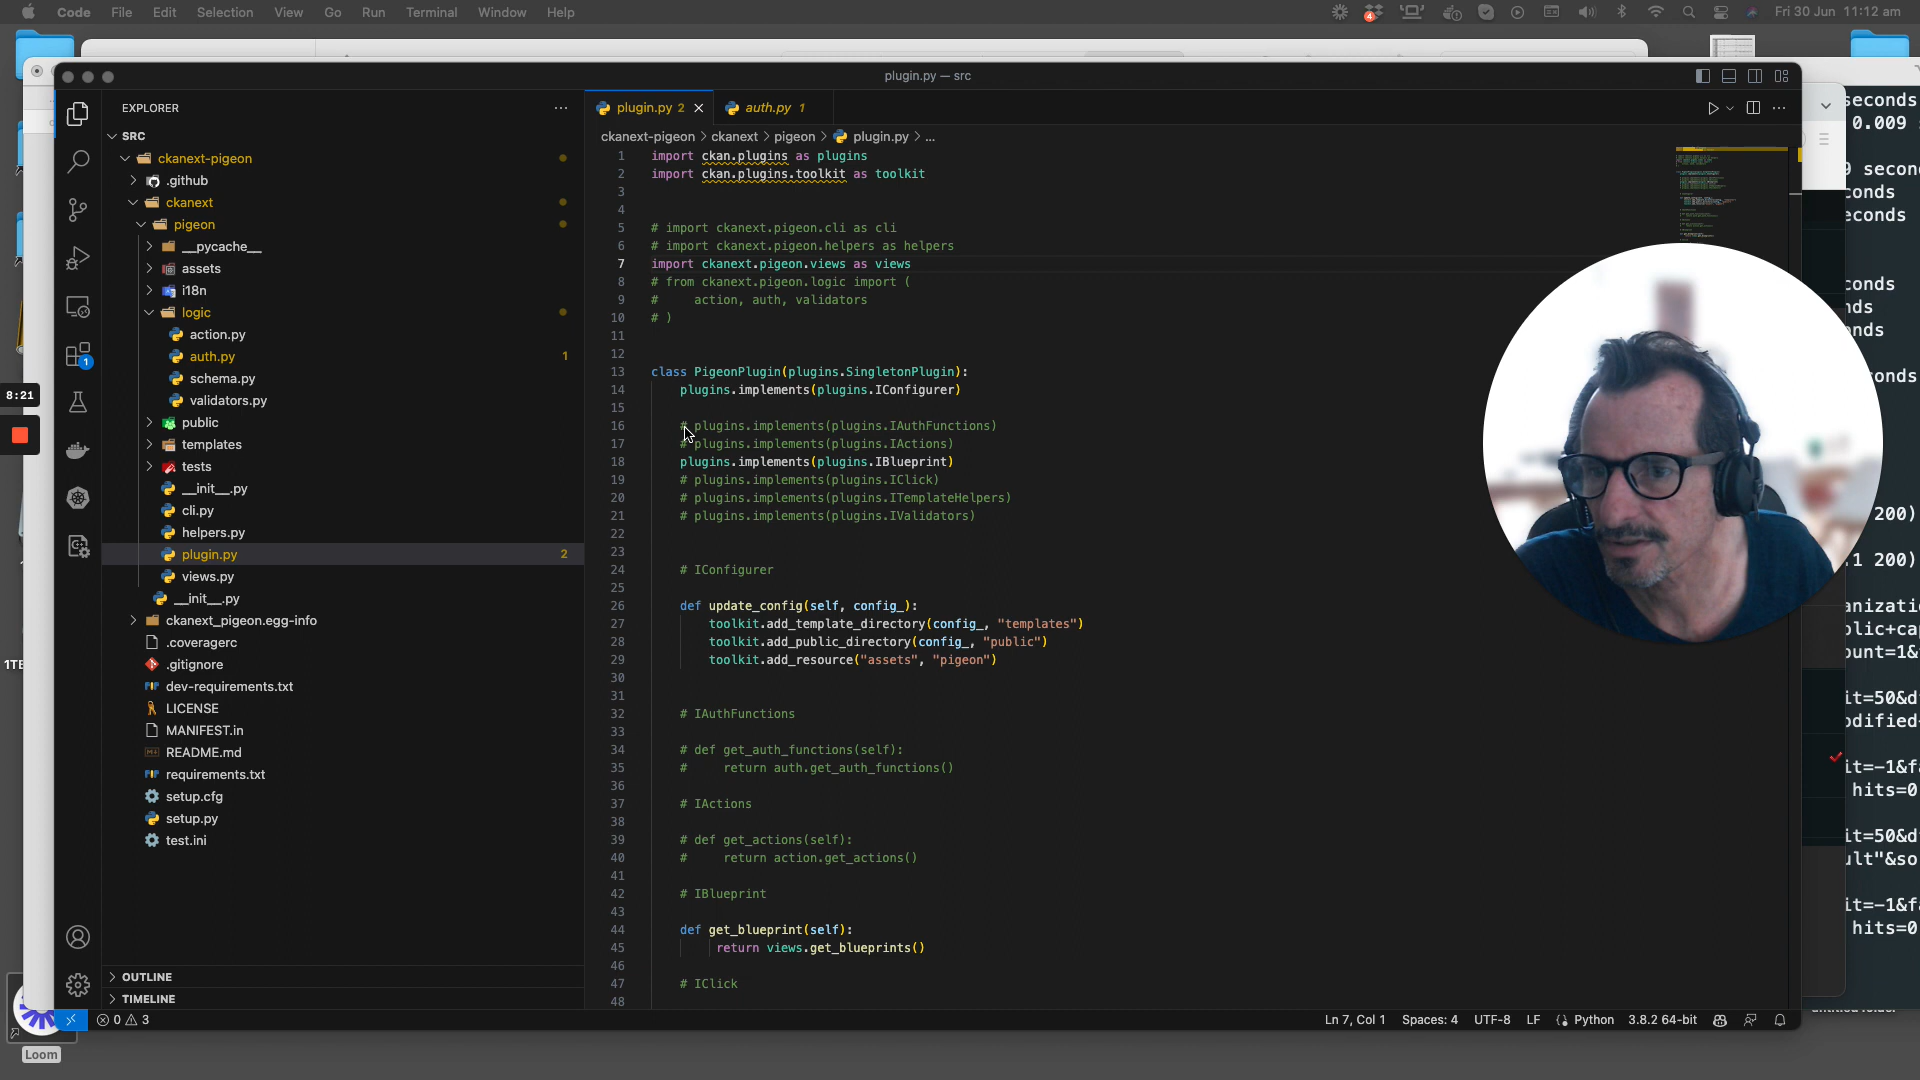 Code File Edit Selection View Go Run Terminal Window Help
4
Fri 30 Jun 11:12 am
plugin.py — src
EXPLORER
SRC
ckanext-pigeon
.github
ckanext
pigeon
__pycache__
assets
i18n
logic
action.py
auth.py 1
schema.py
validators.py
public
templates
tests
__init__.py
cli.py
helpers.py
plugin.py 2
views.py
__init__.py
ckanext_pigeon.egg-info
.coveragerc
.gitignore
dev-requirements.txt
LICENSE
MANIFEST.in
README.md
requirements.txt
setup.cfg
setup.py
test.ini
OUTLINE
TIMELINE
1
8:21
1TE
Loom
plugin.py 2
auth.py 1
ckanext-pigeon > ckanext > pigeon > plugin.py > ...
1 import ckan.plugins as plugins
2 import ckan.plugins.toolkit as toolkit
3
4
5 # import ckanext.pigeon.cli as cli
6 # import ckanext.pigeon.helpers as helpers
7 import ckanext.pigeon.views as views
8 # from ckanext.pigeon.logic import (
9 #     action, auth, validators
10 # )
11
12
13 class PigeonPlugin(plugins.SingletonPlugin):
14     plugins.implements(plugins.IConfigurer)
15
16     # plugins.implements(plugins.IAuthFunctions)
17     # plugins.implements(plugins.IActions)
18     plugins.implements(plugins.IBlueprint)
19     # plugins.implements(plugins.IClick)
20     # plugins.implements(plugins.ITemplateHelpers)
21     # plugins.implements(plugins.IValidators)
22
23
24     # IConfigurer
25
26     def update_config(self, config_):
27         toolkit.add_template_directory(config_, "templates")
28         toolkit.add_public_directory(config_, "public")
29         toolkit.add_resource("assets", "pigeon")
30
31
32     # IAuthFunctions
33
34     # def get_auth_functions(self):
35     #     return auth.get_auth_functions()
36
37     # IActions
38
39     # def get_actions(self):
40     #     return action.get_actions()
41
42     # IBlueprint
43
44     def get_blueprint(self):
45         return views.get_blueprints()
46
47     # IClick
48
0 3
Ln 7, Col 1 Spaces: 4 UTF-8 LF Python 3.8.2 64-bit
seconds
0.009
conds
econds
conds
nds
onds
200)
.1 200)
blic+ca
ount=1&
it=50&d
odified
hits=0
it=50&d
ult"&so
hits=0